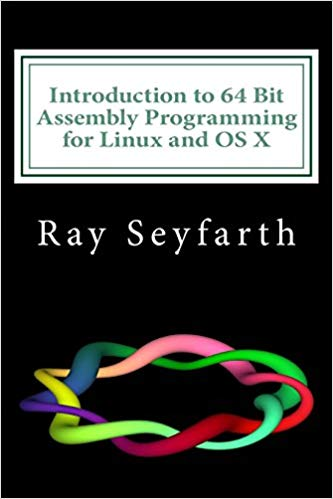 Introduction to 64 Bit
Assembly Programming
for Linux and OS X
Ray Seyfarth